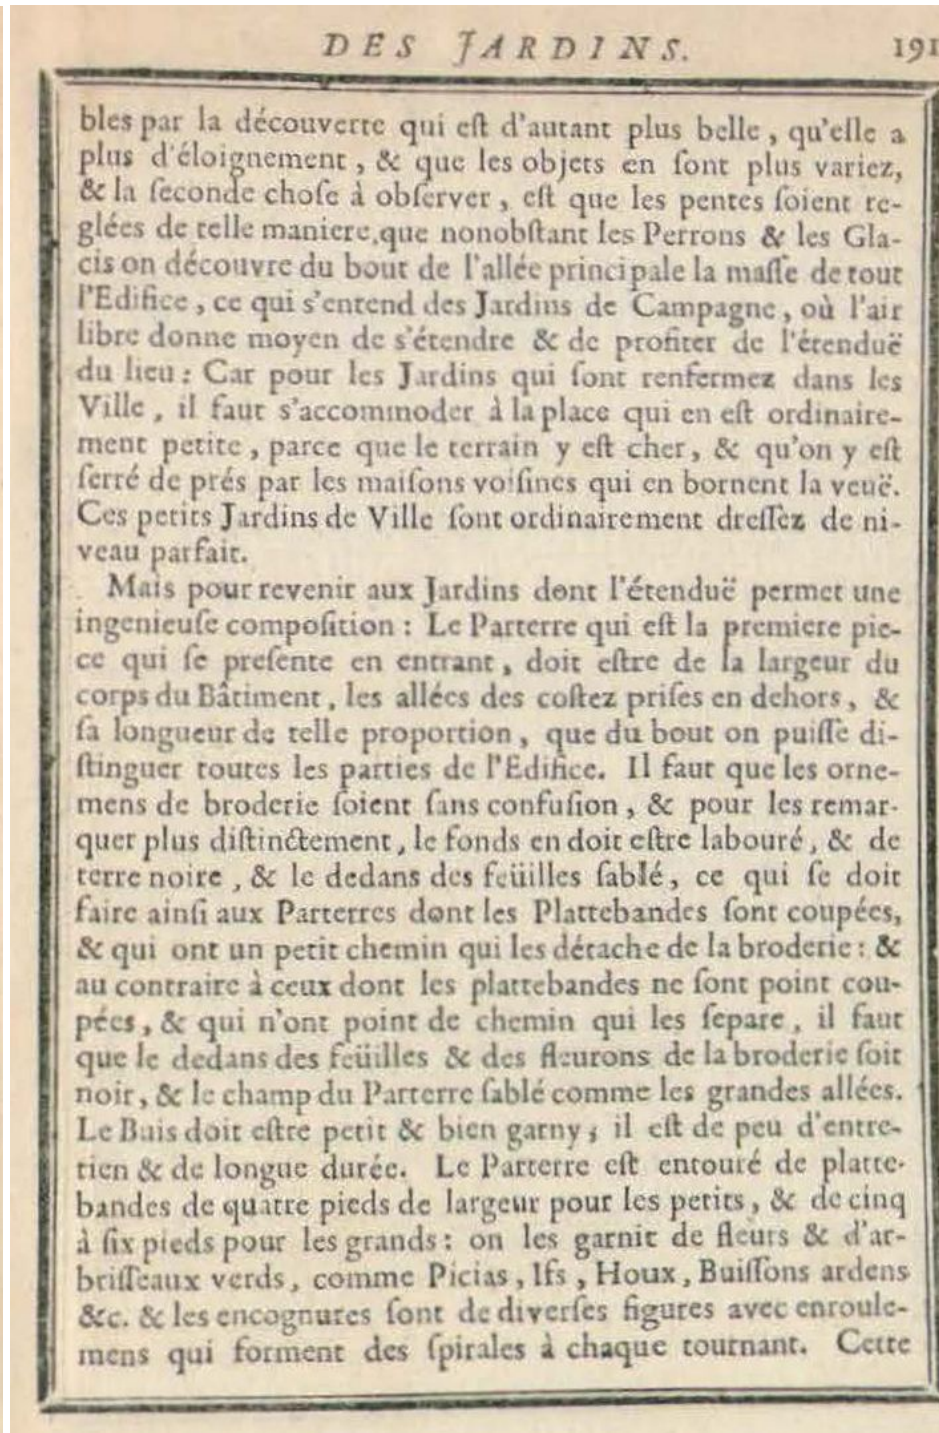 DES JARDINS. 191
bles par la découverte qui eſt d'autant plus belle, qu'elle a
plus d'éloignement, & que les objets en ſont plus variez,
& la ſeconde choſe à obſerver, eſt que les pentes ſoient re-
glées de telle maniere,que nonobſtant les Perrons & les Gla-
cis on découvre du bout de l'allée principale la maſſe de tout
l'Edifice, ce qui s'entend des Jardins de Campagne, où l'air
libre donne moyen de s'étendre & de profiter de l'étenduë
du lieu : Car pour les Jardins qui ſont renfermez dans les
Ville, il faut s'accommoder à la place qui en eſt ordinaire-
ment petite, parce que le terrain y eſt cher, & qu'on y eſt
ſerré de prés par les maiſons voiſines qui en bornent la veuë.
Ces petits Jardins de Ville ſont ordinairement dreſſez de ni-
veau parfait.
Mais pour revenir aux Jardins dont l'étenduë permet une
ingenieuſe compoſition : Le Parterre qui eſt la premiere pie-
ce qui ſe preſente en entrant, doit eſtre de la largeur du
corps du Bâtiment, les allées des coſtez priſes en dehors, &
ſa longueur de telle proportion, que du bout on puiſſe di-
ſtinguer toutes les parties de l'Edifice. Il faut que les orne-
mens de broderie ſoient ſans confuſion, & pour les remar-
quer plus diſtinctement, le fonds en doit eſtre labouré, & de
terre noire, & le dedans des feüilles ſablé, ce qui ſe doit
faire ainſi aux Parterres dont les Plattebandes ſont coupées,
& qui ont un petit chemin qui les détache de la broderie : &
au contraire à ceux dont les plattebandes ne ſont point cou-
pées, & qui n'ont point de chemin qui les ſepare, il faut
que le dedans des feüilles & des fleurons de la broderie ſoit
noir, & le champ du Parterre ſablé comme les grandes allées.
Le Buis doit eſtre petit & bien garny ; il eſt de peu d'entre-
tien & de longue durée. Le Parterre eſt entouré de platte-
bandes de quatre pieds de largeur pour les petits, & de cinq
à ſix pieds pour les grands : on les garnit de fleurs & d'ar-
briſſeaux verds, comme Picias, Ifs, Houx, Buiſſons ardens
&c. & les encognures ſont de diverſes figures avec enroule-
mens qui forment des ſpirales à chaque tournant. Cette